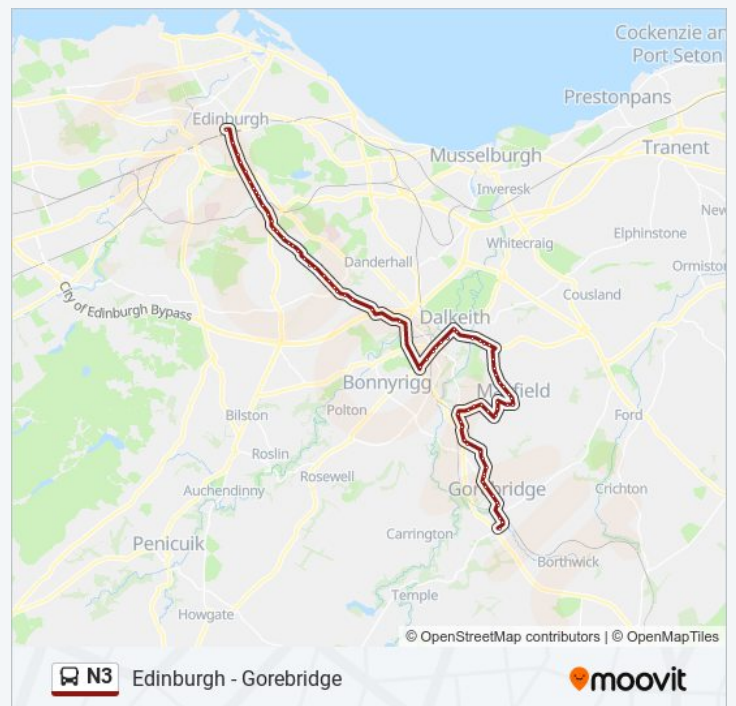 Cockenzie ar
Port Seton
Prestonpans
Edinburgh
Musselburgh
Tranent
Inveresk
New
Elphinstone
Whitecraig
Danderhall
Ormiston
Cousland
City of Edinburgh Bypass
Dalkeith
Bonnyrigg
Mayfield
Polton
Bilston
Ford
Roslin
Rosewell
Auchendinny
Gorebridge
Crichton
Carrington
Penicuik
Borthwick
Temple
Howgate
© OpenStreetMap contributors | © OpenMapTiles
N3 Edinburgh - Gorebridge
moovit